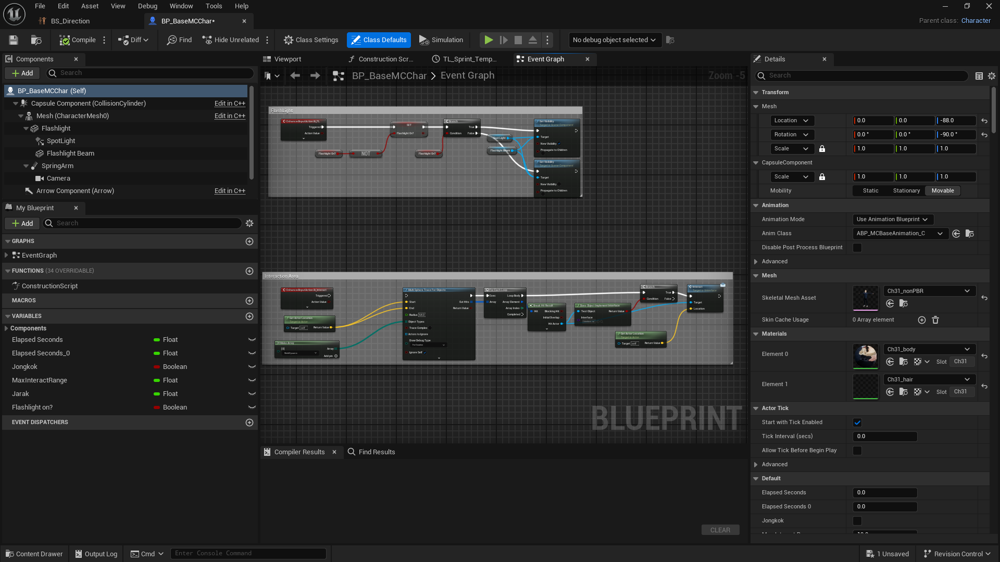 File Edit Asset View Debug Window Tools Help
BS_Direction
BP_BaseMCChar*
Parent class: Character
Compile
Diff
Find
Hide Unrelated
Class Settings
Class Defaults
Simulation
No debug object selected
Components
Add
Search
BP_BaseMCChar (Self)
Capsule Component (CollisionCylinder) Edit in C++
Mesh (CharacterMesh0) Edit in C++
Flashlight
SpotLight
Flashlight Beam
SpringArm
Camera
Arrow Component (Arrow) Edit in C++
My Blueprint
Add
Search
GRAPHS
EventGraph
FUNCTIONS (34 OVERRIDABLE)
ConstructionScript
MACROS
VARIABLES
Components
Elapsed Seconds Float
Elapsed Seconds_0 Float
Jongkok Boolean
MaxInteractRange Float
Jarak Float
Flashlight on? Boolean
EVENT DISPATCHERS
Viewport
Construction Scr...
TL_Sprint_Temp...
Event Graph
BP_BaseMCChar > Event Graph
Zoom -5
FlashLight
EnhancedInputAction IA_FL
Triggered
Action Value
SET
Flashlight On?
Flashlight On?
NOT
Branch
True
Condition False
Flashlight On?
Spot Light
Flashlight Beam
Set Visibility
Target is Scene Component
Target
New Visibility
Propagate to Children
Set Visibility
Target is Scene Component
Target
New Visibility
Propagate to Children
Interaction Area
EnhancedInputAction IA_Interact
Triggered
Action Value
Get Actor Location
Target is Actor
Target self Return Value
Make Array
[0] Array
WorldDynamic
Add pin
Multi Sphere Trace For Objects
Start Out Hits
End Return Value
Radius 64.0
Object Types
Trace Complex
Actors to Ignore
Draw Debug Type
For Duration
Ignore Self
For Each Loop
Exec Loop Body
Array Array Element
Array Index
Completed
Break Hit Result
Hit Blocking Hit
Initial Overlap
Hit Actor
Does Object Implement Interface
Test Object Return Value
Interface
Branch
True
Condition False
Get Actor Location
Target is Actor
Target self Return Value
Interact
Target
Location
BLUEPRINT
Compiler Results
Find Results
CLEAR
Details
Search
Transform
Mesh
Location 0.0 0.0 -88.0
Rotation 0.0 ° 0.0 ° -90.0 °
Scale 1.0 1.0 1.0
CapsuleComponent
Scale 1.0 1.0 1.0
Mobility Static Stationary Movable
Animation
Animation Mode Use Animation Blueprint
Anim Class ABP_MCBaseAnimation_C
Disable Post Process Blueprint
Advanced
Mesh
Skeletal Mesh Asset Ch31_nonPBR
Skin Cache Usage 0 Array element
Materials
Element 0 Ch31_body
Slot Ch31
Element 1 Ch31_hair
Slot Ch31
Actor Tick
Start with Tick Enabled
Tick Interval (secs) 0.0
Allow Tick Before Begin Play
Advanced
Default
Elapsed Seconds 0.0
Elapsed Seconds 0 0.0
Jongkok
Content Drawer
Output Log
Cmd
Enter Console Command
1 Unsaved
Revision Control